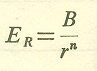 E_R = B / r^n